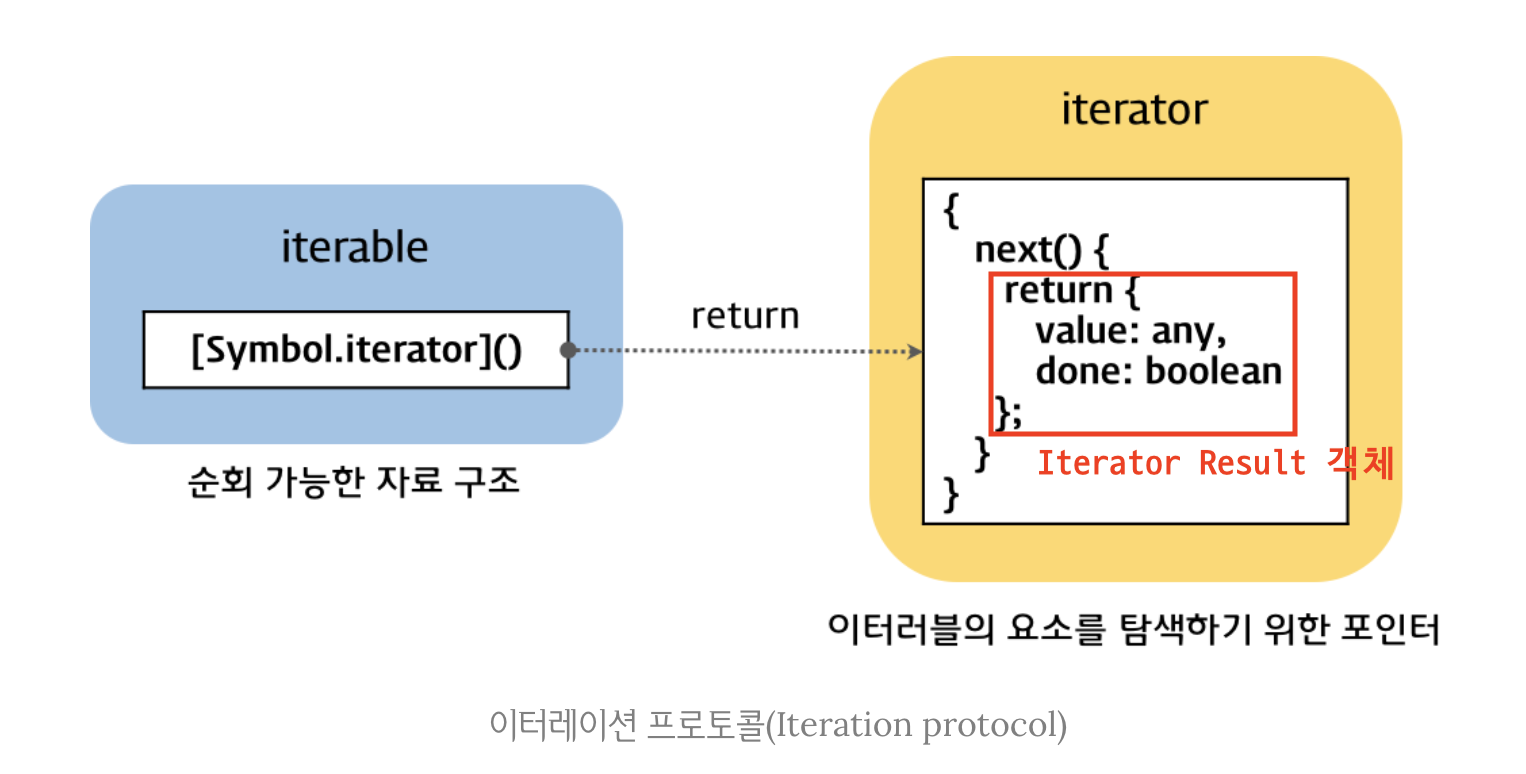 iterable
[Symbol.iterator]()
순회 가능한 자료 구조
return
iterator
{
next() {
return {
value: any,
done: boolean
};
}
Iterator Result 객체
}
이터러블의 요소를 탐색하기 위한 포인터
이터레이션 프로토콜(Iteration protocol)